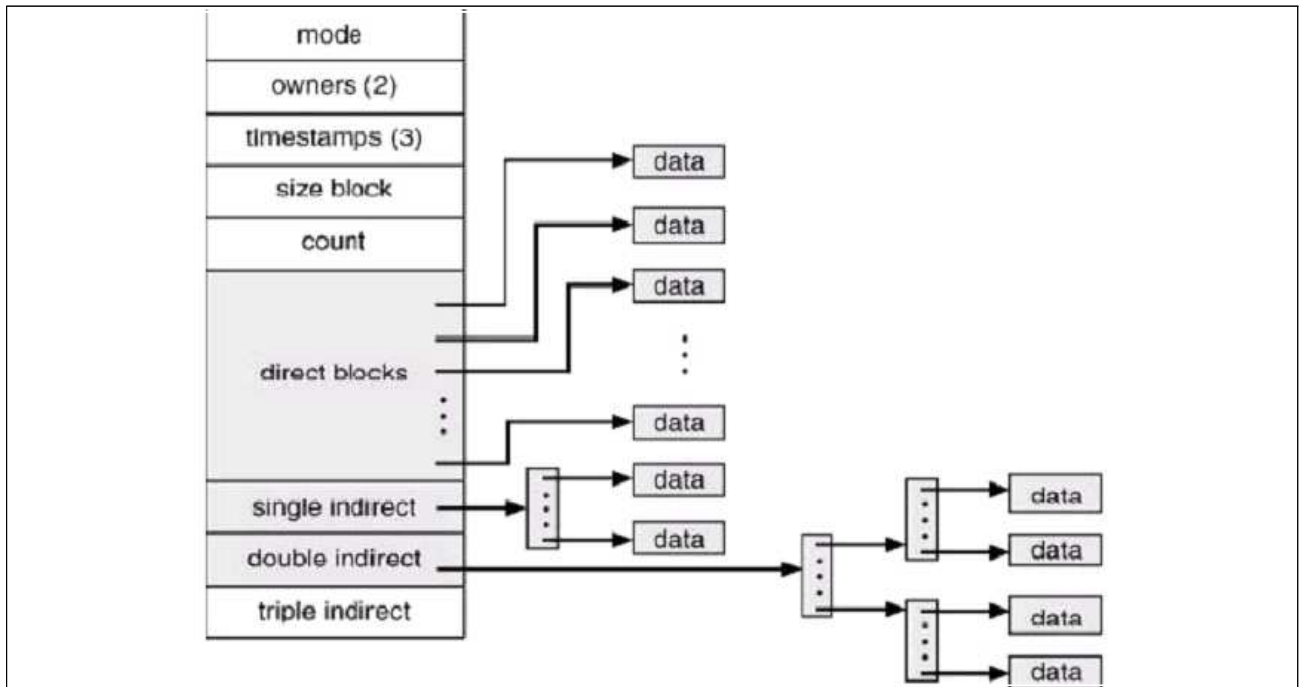 mode
owners (2)
timestamps (3)
size block
count
direct blocks
single indirect
double indirect
triple indirect
data
data
data
data
data
data
data
data
data
data